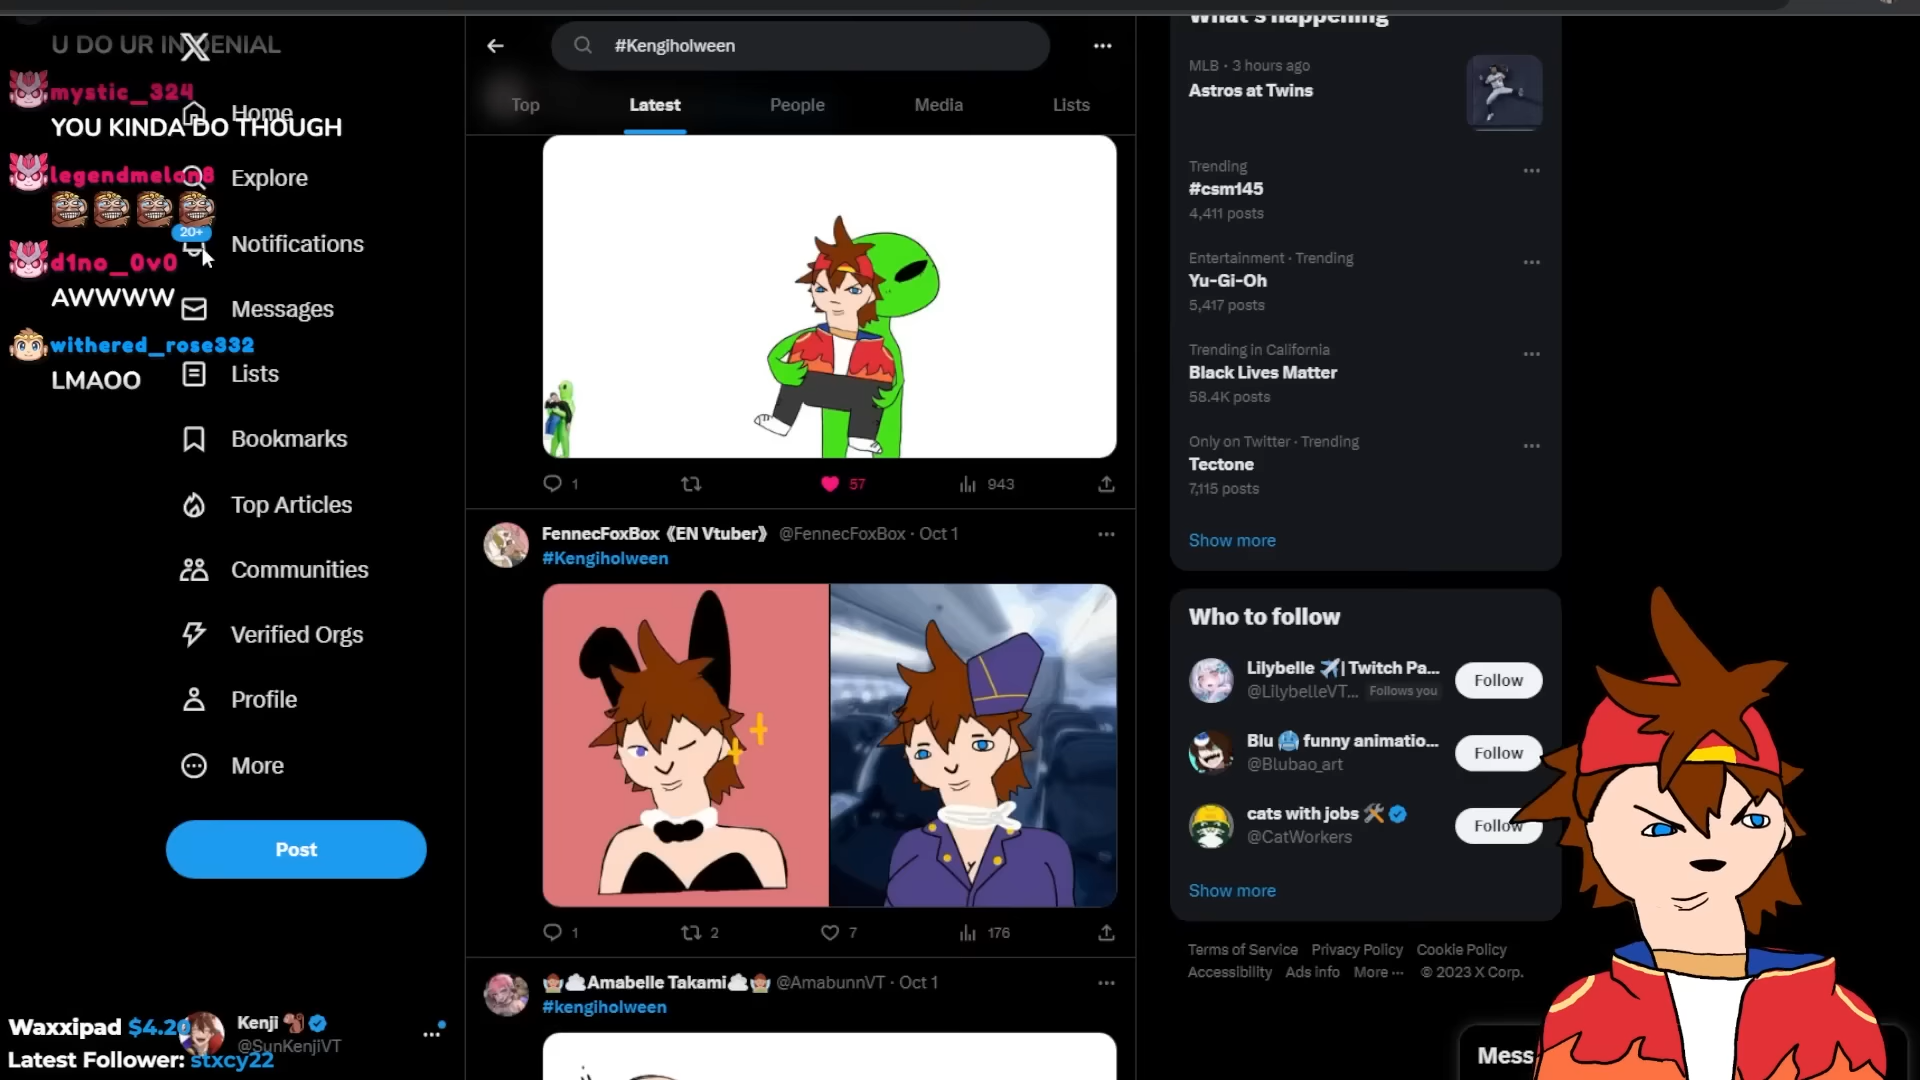 U DO UR IN DENIAL
mystic_324
YOU KINDA DO THOUGH
legendmelan8
d1no_0v0
AWWWW
withered_rose332
LMAOO
Home
Explore
20+
Notifications
Messages
Lists
Bookmarks
Top Articles
Communities
Verified Orgs
Profile
More
Post
Kenji
@SunKenjiVT
Waxxipad $4.20
Latest Follower: stxcy22
#Kengiholween
Top
Latest
People
Media
Lists
1
57
943
FennecFoxBox《EN Vtuber》 @FennecFoxBox · Oct 1
#Kengiholween
1
2
7
176
Amabelle Takami @AmabunnVT · Oct 1
#kengiholween
What's happening
MLB · 3 hours ago
Astros at Twins
Trending
#csm145
4,411 posts
Entertainment · Trending
Yu-Gi-Oh
5,417 posts
Trending in California
Black Lives Matter
58.4K posts
Only on Twitter · Trending
Tectone
7,115 posts
Show more
Who to follow
Lilybelle | Twitch Pa...
@LilybelleVT... Follows you
Follow
Blu funny animatio...
@Blubao_art
Follow
cats with jobs
@CatWorkers
Follow
Show more
Terms of Service Privacy Policy Cookie Policy
Accessibility Ads info More ··· © 2023 X Corp.
Mess